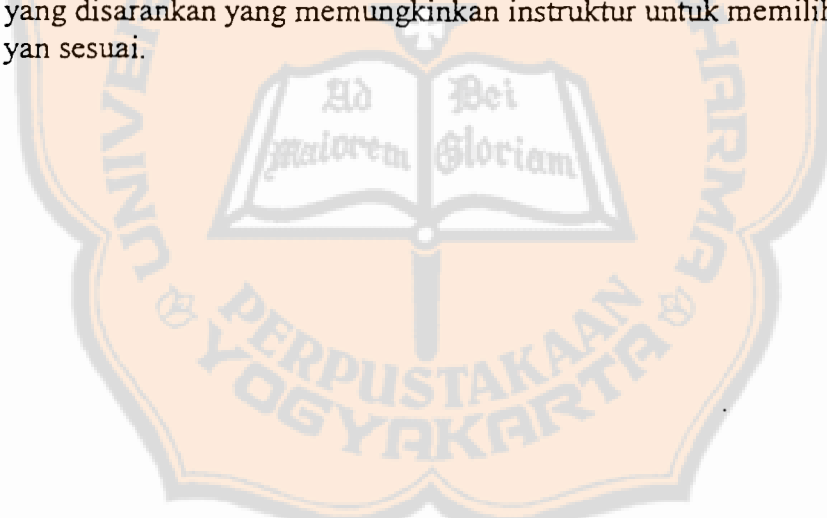 yang disarankan yang memungkinkan instruktur untuk memilih
yan sesuai.
Ad Dei
maiorem Gloriam
PERPUSTAKAAN
YOGYAKARTA